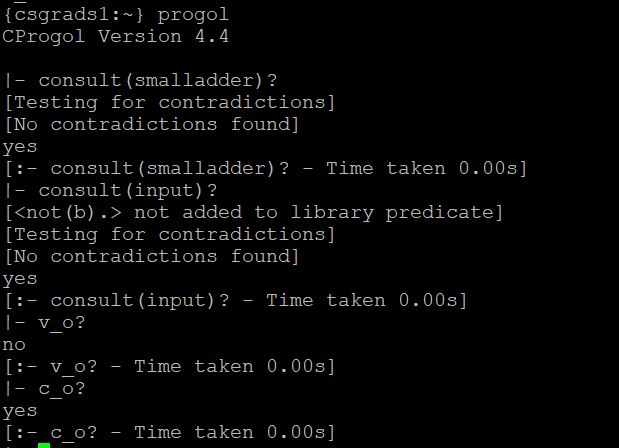 {csgrads1:~} progol
CProgol Version 4.4
|- consult(smalladder)?
[Testing for contradictions]
[No contradictions found]
yes
[:- consult(smalladder)? - Time taken 0.00s]
|- consult(input)?
[<not(b).> not added to library predicate]
[Testing for contradictions]
[No contradictions found]
yes
[:- consult(input)? - Time taken 0.00s]
|- v_o?
no
[:- v_o? - Time taken 0.00s]
|- c_o?
yes
[:- c_o? - Time taken 0.00s]